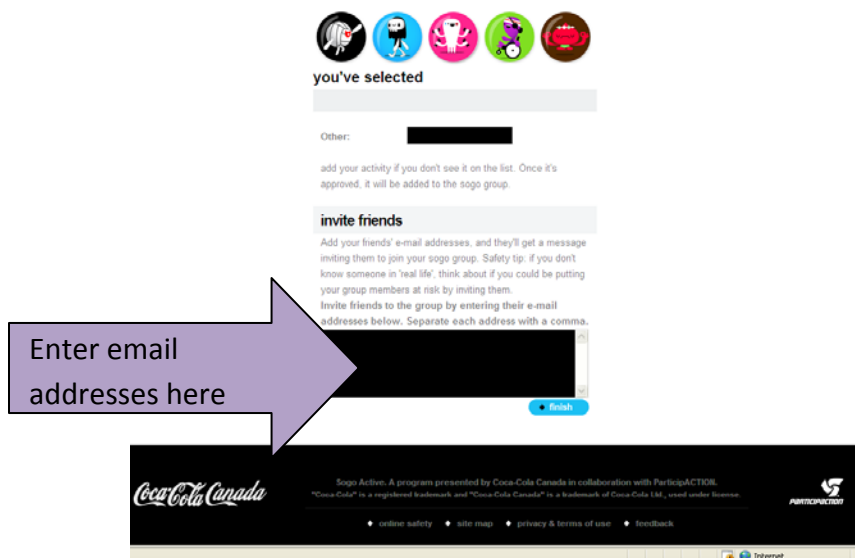 you've selected
Other:
add your activity if you don't see it on the list. Once it's
approved, it will be added to the sogo group.
invite friends
Add your friends' e-mail addresses, and they'll get a message
inviting them to join your sogo group. Safety tip: if you don't
know someone in 'real life', think about if you could be putting
your group members at risk by inviting them.
Invite friends to the group by entering their e-mail
addresses below. Separate each address with a comma.
Enter email
addresses here
finish
Coca-Cola Canada
Sogo Active. A program presented by Coca-Cola Canada in collaboration with ParticipACTION.
"Coca-Cola" is a registered trademark and "Coca-Cola Canada" is a trademark of Coca-Cola Ltd., used under license.
PARTICIPACTION
online safety site map privacy & terms of use feedback
Internet